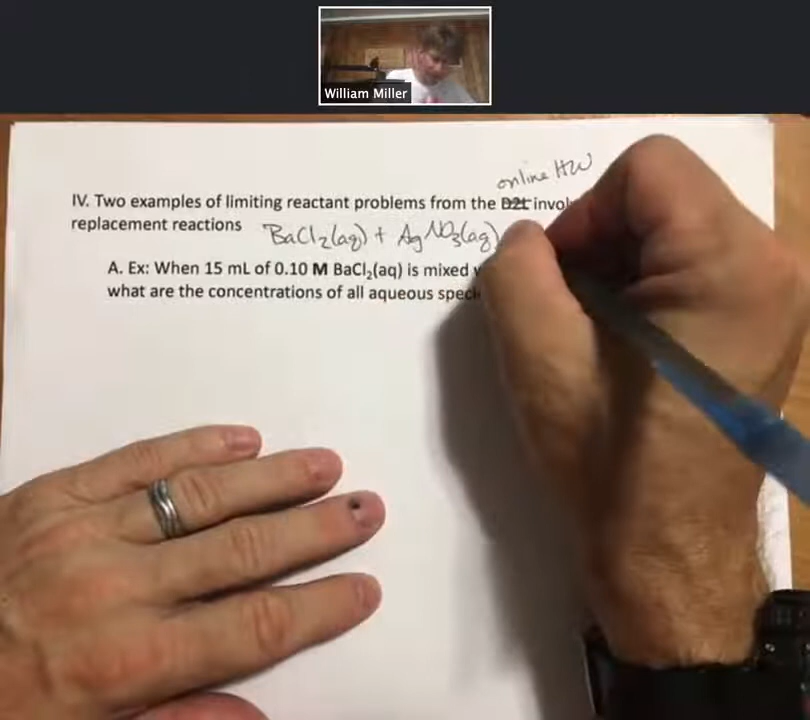 William Miller
online HW
IV. Two examples of limiting reactant problems from the D2L invol
replacement reactions BaCl₂(aq) + AgNO₃(aq)
A. Ex: When 15 mL of 0.10 M BaCl₂(aq) is mixed
what are the concentrations of all aqueous speci